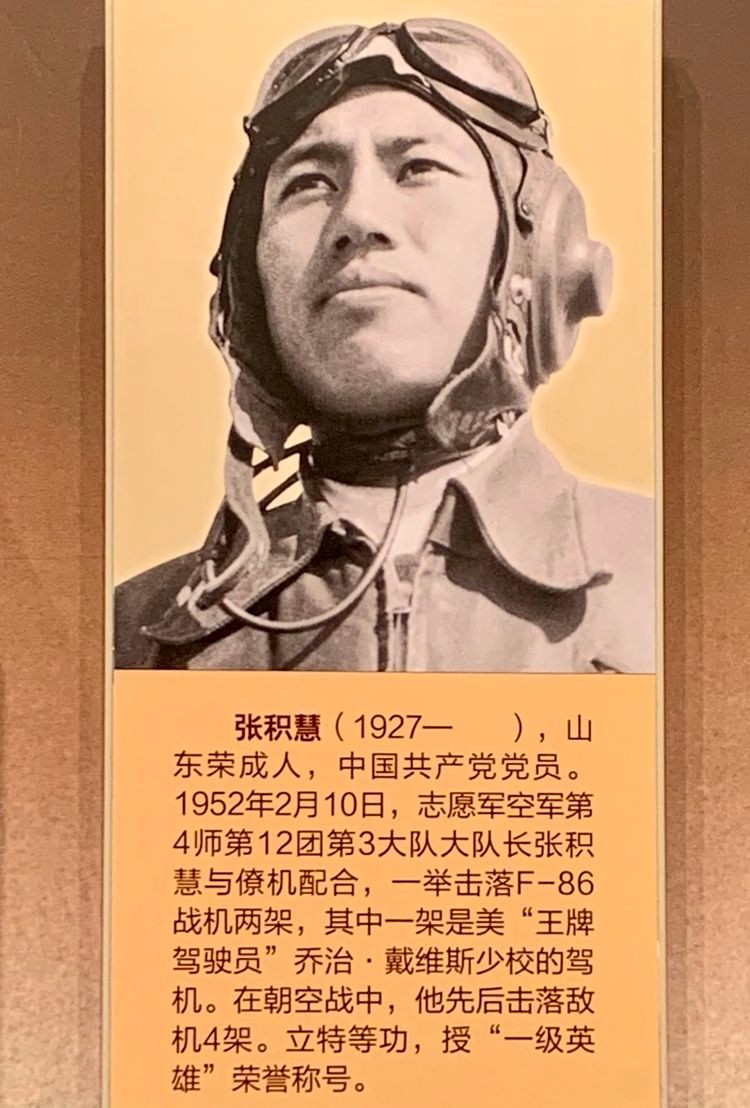 张积慧（1927—　　），山
东荣成人，中国共产党党员。
1952年2月10日，志愿军空军第
4师第12团第3大队大队长张积
慧与僚机配合，一举击落F-86
战机两架，其中一架是美“王牌
驾驶员”乔治·戴维斯少校的驾
机。在朝空战中，他先后击落敌
机4架。立特等功，授“一级英
雄”荣誉称号。